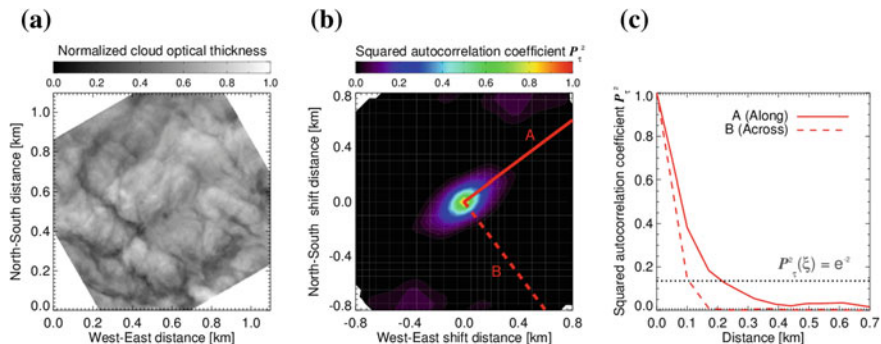 (a)
Normalized cloud optical thickness
0.0 0.2 0.4 0.6 0.8 1.0
North-South distance [km]
1.0
0.8
0.6
0.4
0.2
0.0
0.0 0.2 0.4 0.6 0.8 1.0
West-East distance [km]
(b)
Squared autocorrelation coefficient P²τ
0.0 0.2 0.4 0.6 0.8 1.0
North-South shift distance [km]
0.8
0.4
0.0
-0.4
-0.8
A
B
-0.8 -0.4 0.0 0.4 0.8
West-East shift distance [km]
(c)
Squared autocorrelation coefficient P²τ
1.0
0.8
0.6
0.4
0.2
0.0
A (Along)
B (Across)
P²τ(ξ) = e⁻²
0.0 0.1 0.2 0.3 0.4 0.5 0.6 0.7
Distance [km]